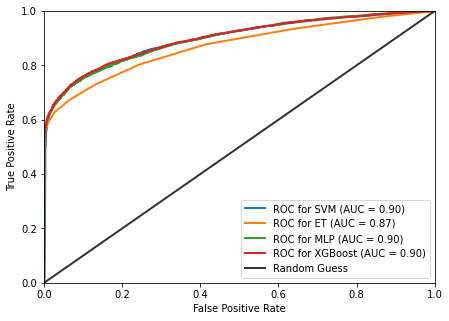 1.0
0.8
0.6
0.4
0.2
0.0
True Positive Rate
ROC for SVM (AUC = 0.90)
ROC for ET (AUC = 0.87)
ROC for MLP (AUC = 0.90)
ROC for XGBoost (AUC = 0.90)
Random Guess
0.0 0.2 0.4 0.6 0.8 1.0
False Positive Rate